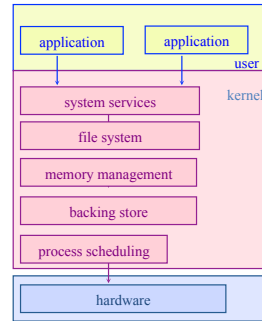 application
application
user
kernel
system services
file system
memory management
backing store
process scheduling
hardware